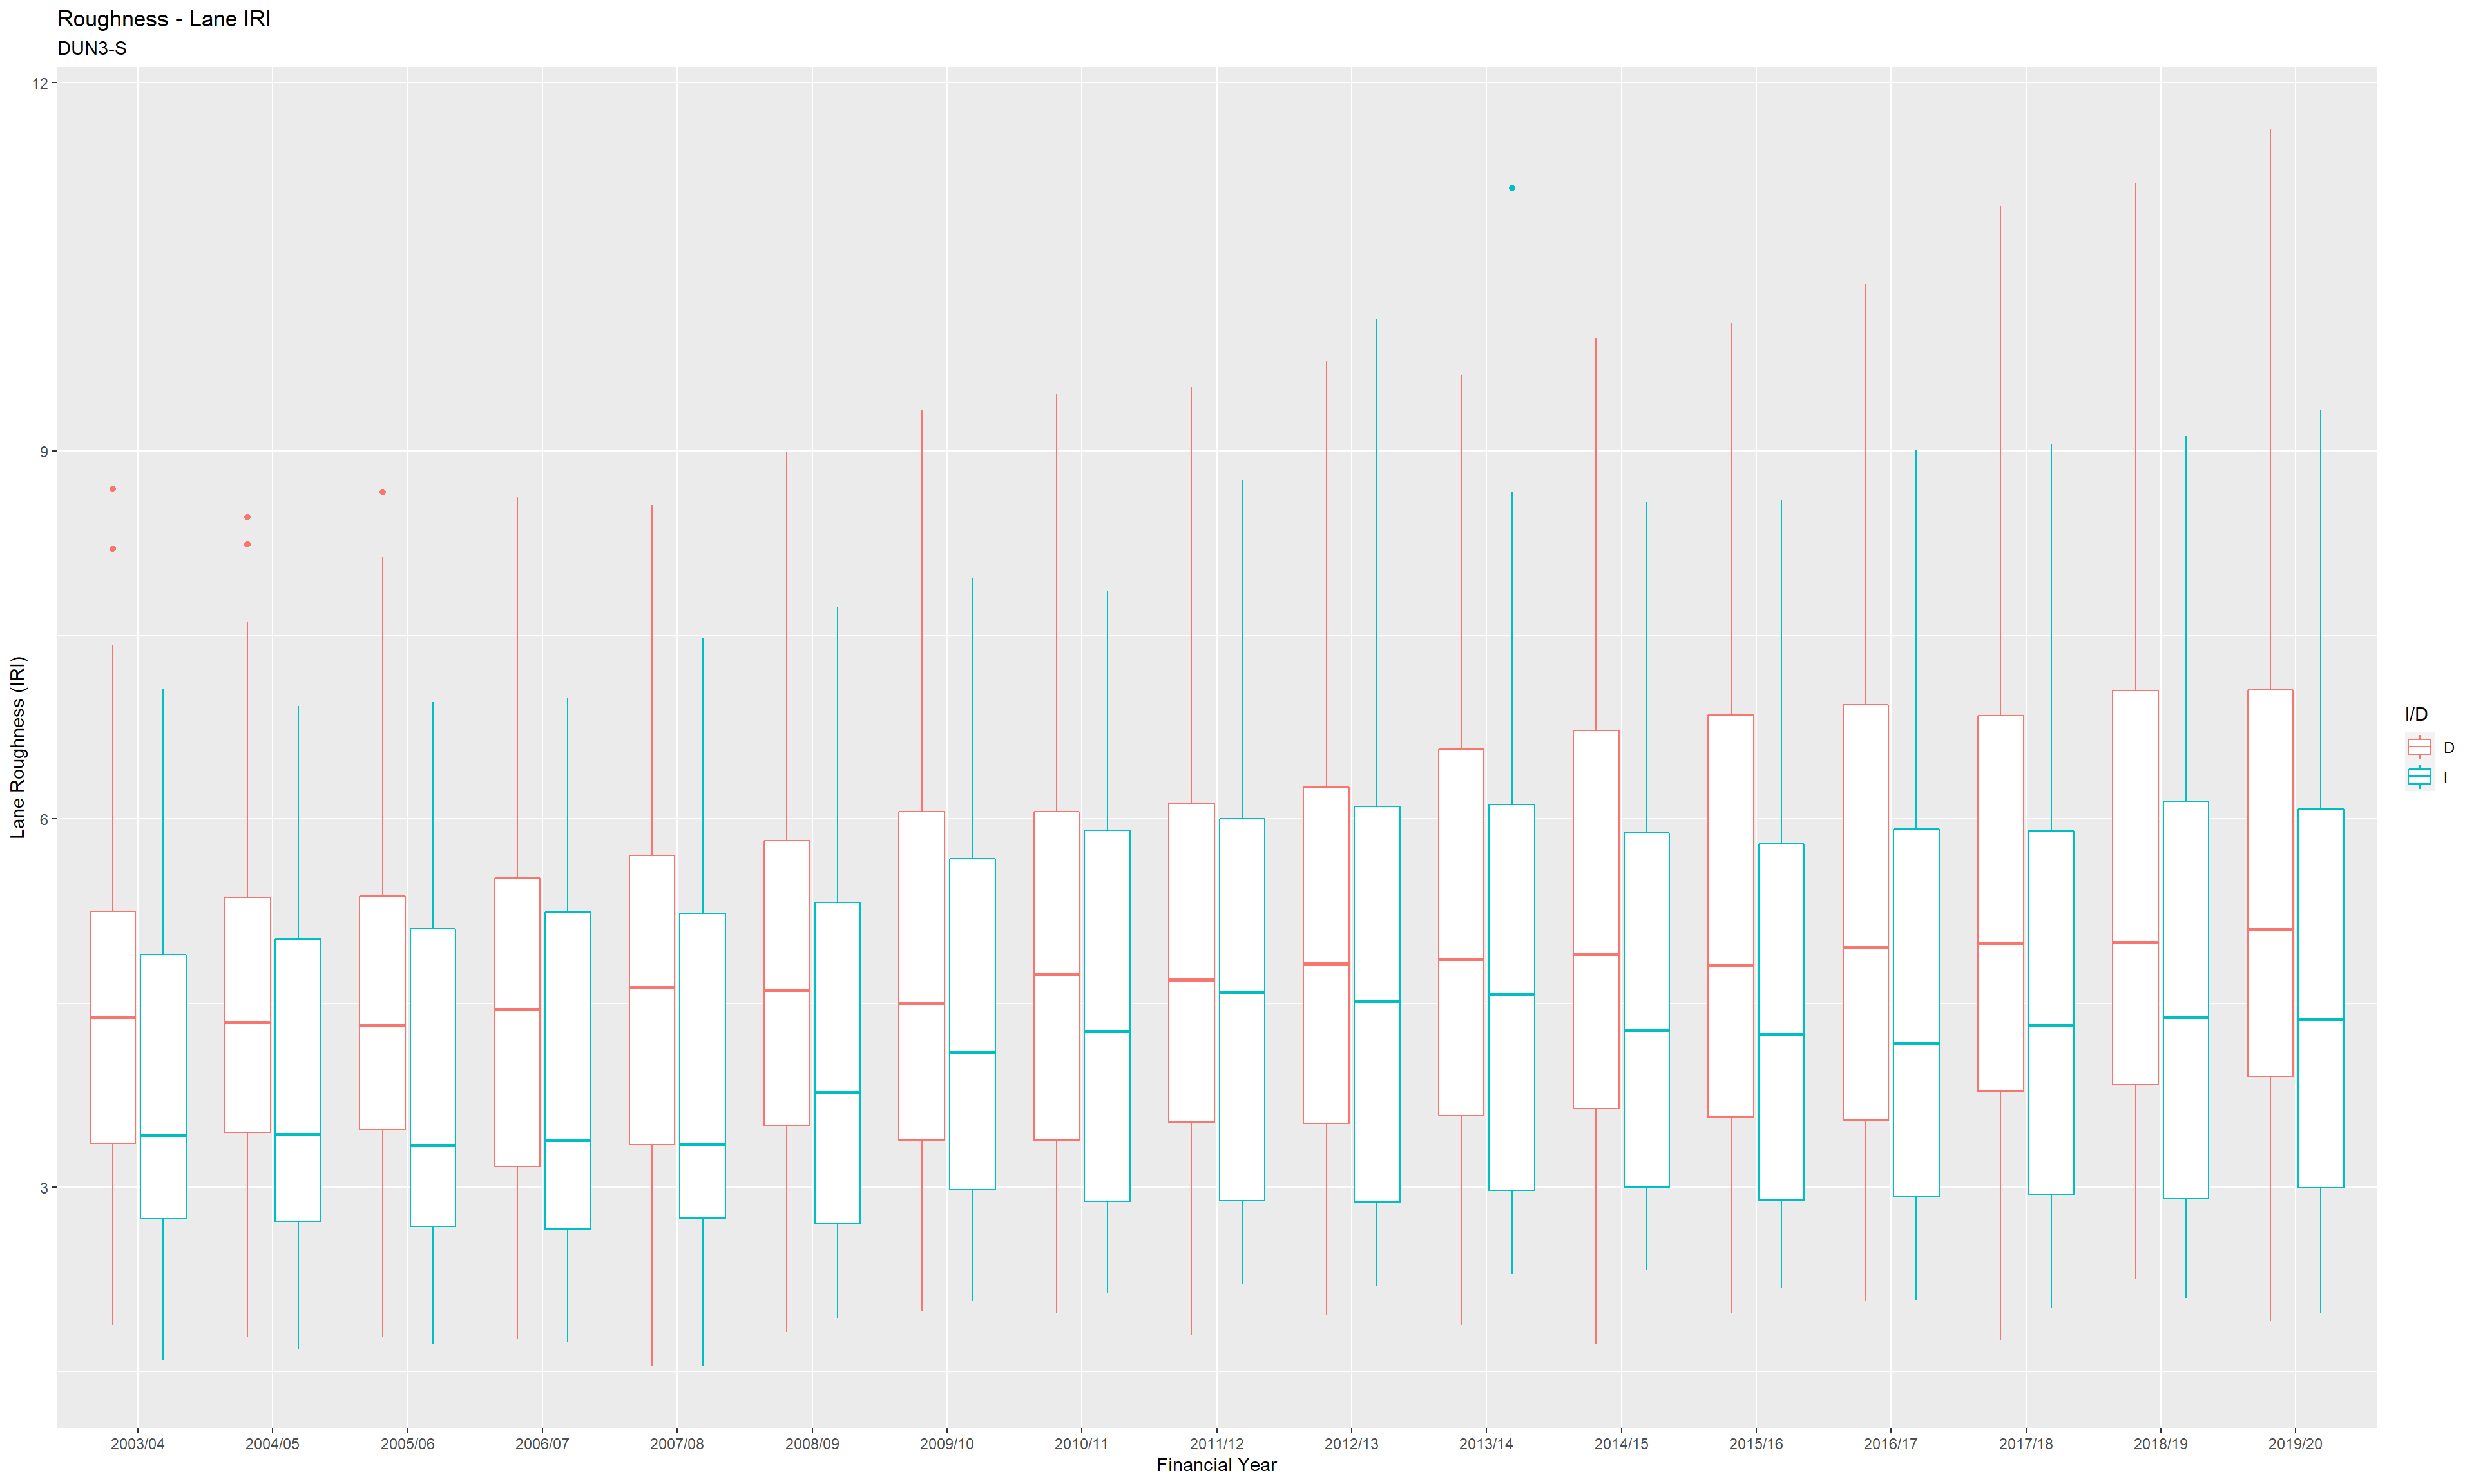 Roughness - Lane IRI
DUN3-S
12
9
6
3
Lane Roughness (IRI)
2003/04 2004/05 2005/06 2006/07 2007/08 2008/09 2009/10 2010/11 2011/12 2012/13 2013/14 2014/15 2015/16 2016/17 2017/18 2018/19 2019/20
Financial Year
I/D
D
I